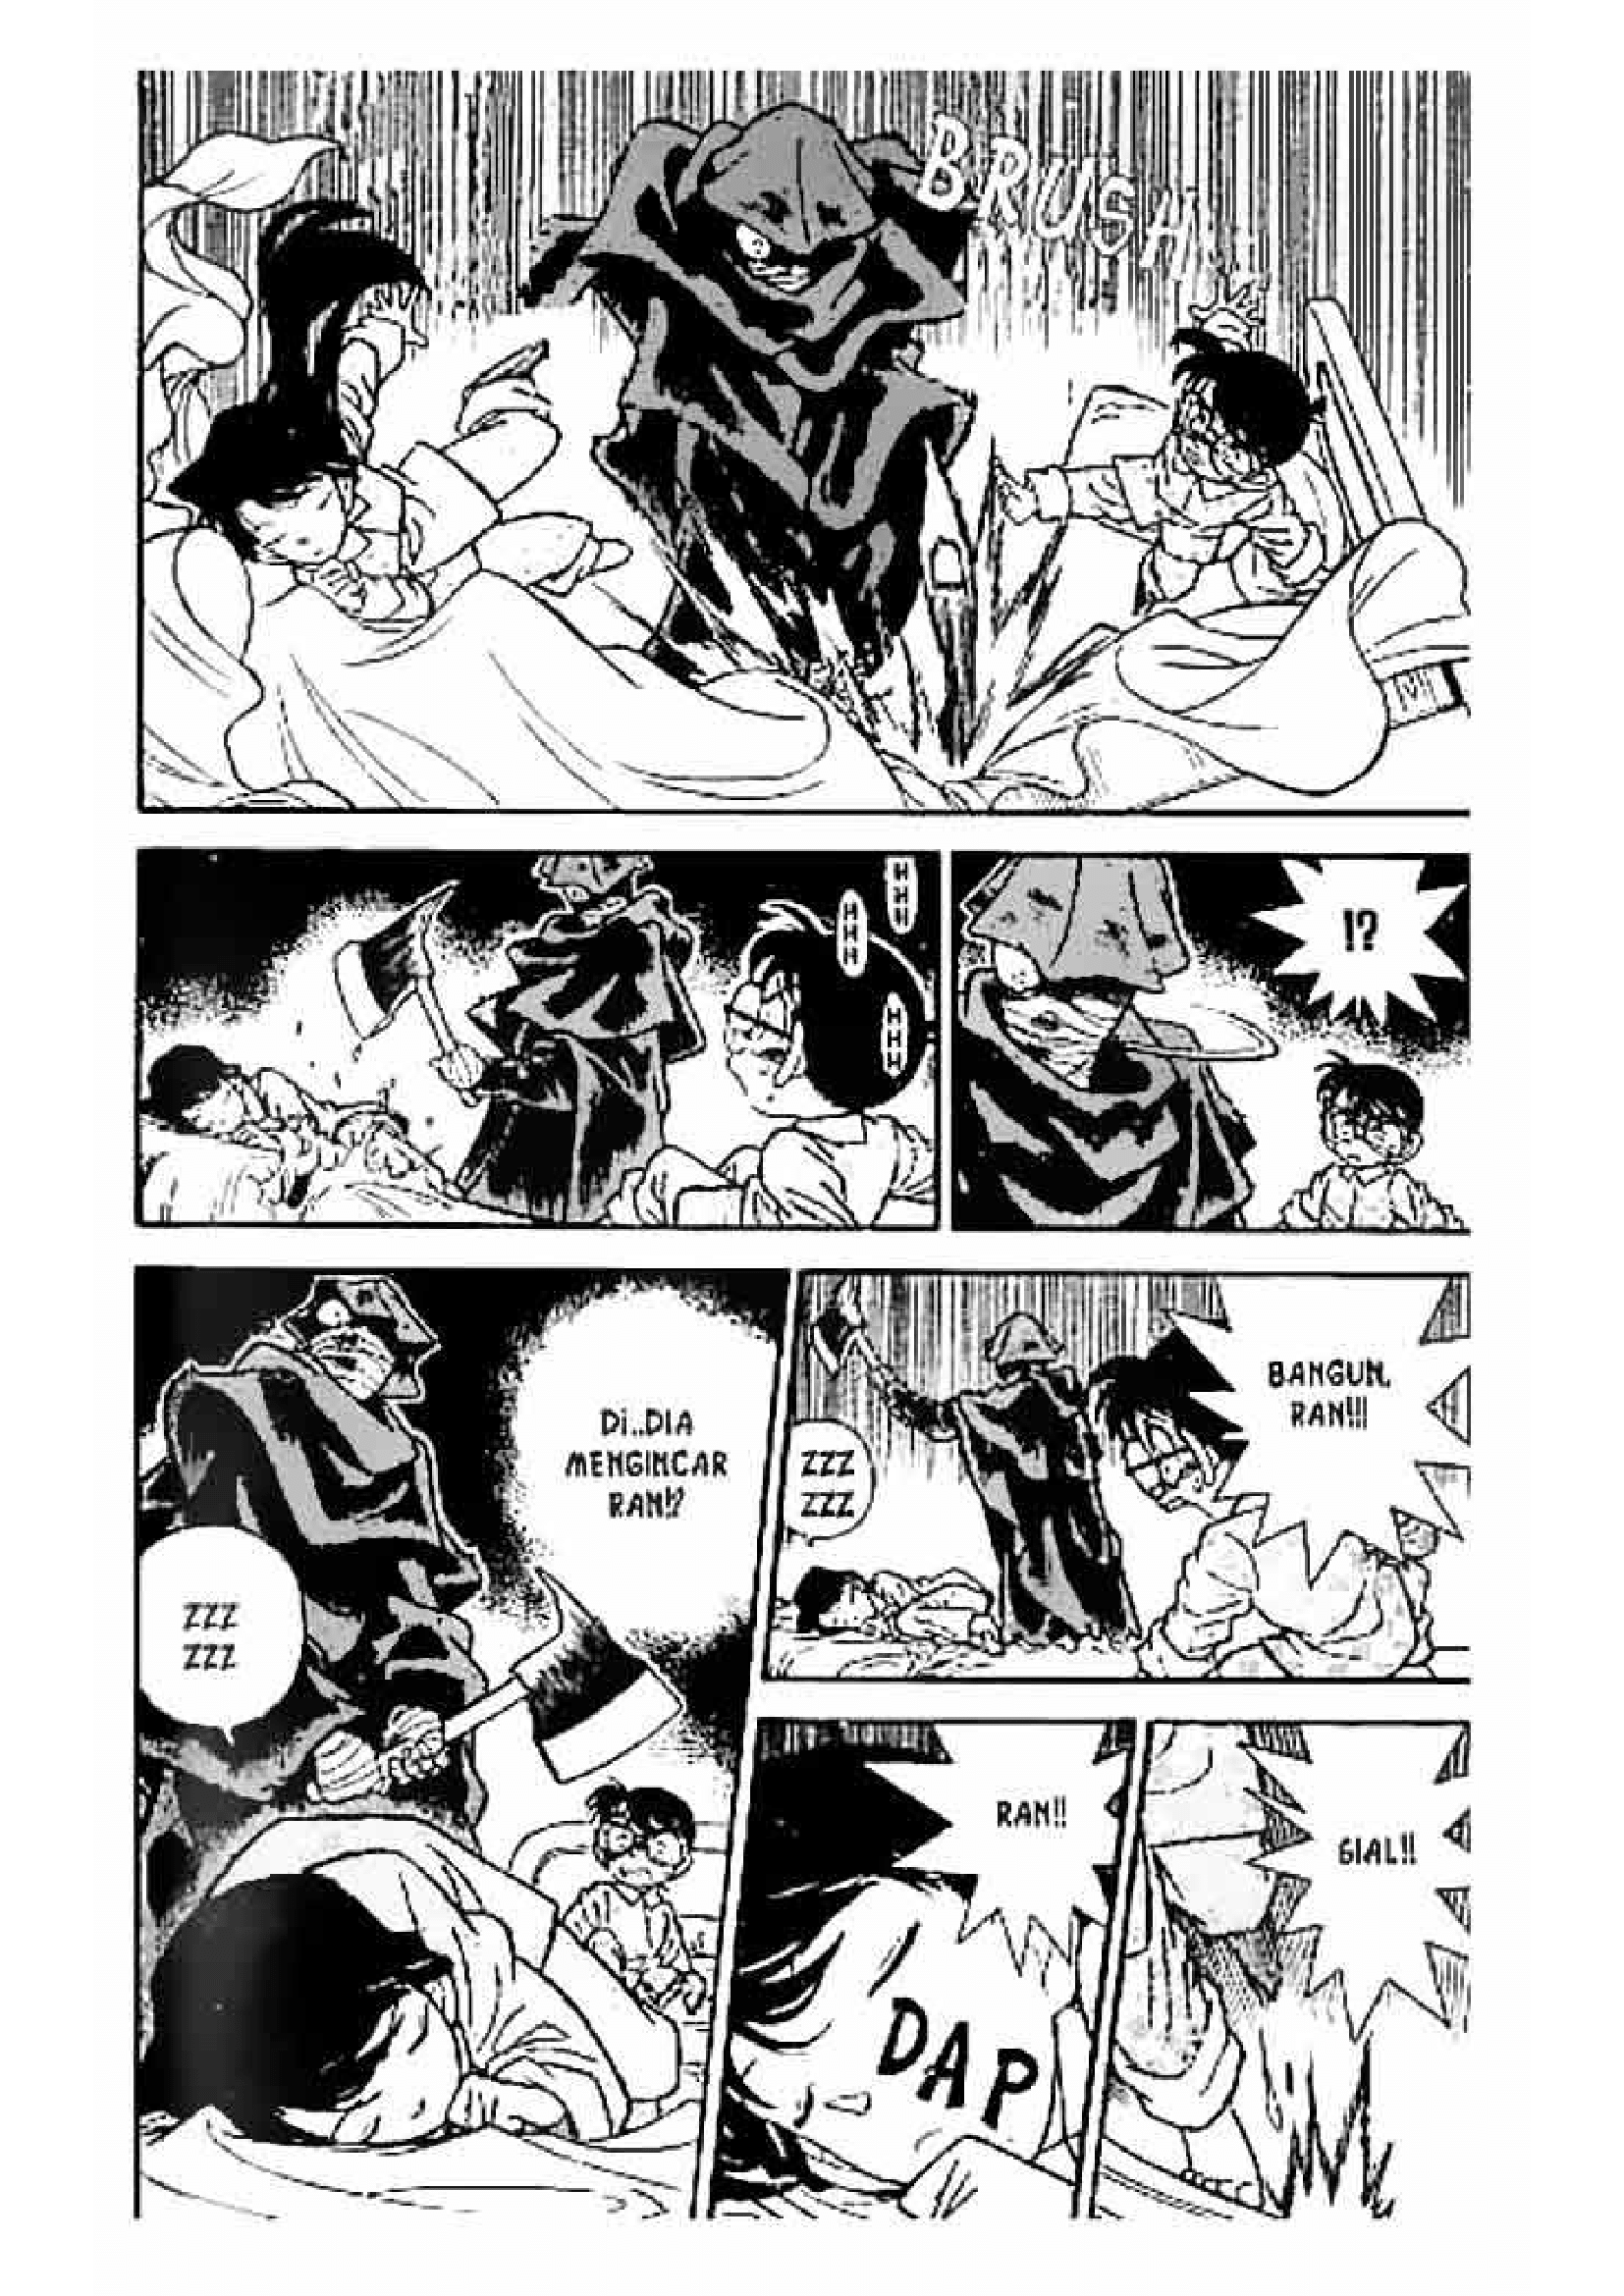 BRUSH
!?
HHH
HHH
HHH
BANGUN,
RAN!!!
ZZZ
ZZZ
Di..DIA
MENGINCAR
RAN!?
ZZZ
ZZZ
SIAL!!
RAN!!
DAP